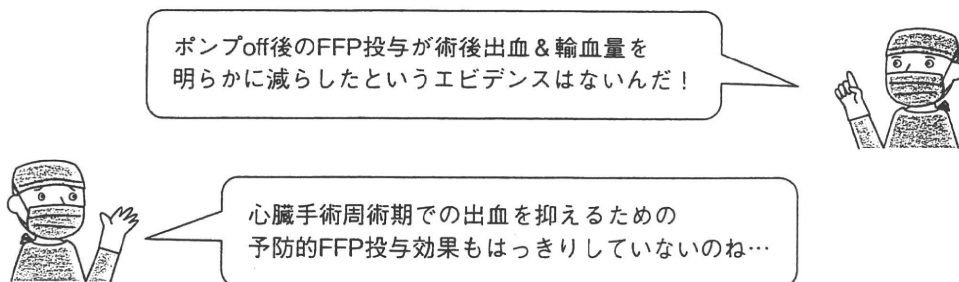 ポンプoff後のFFP投与が術後出血&輸血量を
明らかに減らしたというエビデンスはないんだ!
心臓手術周術期での出血を抑えるための
予防的FFP投与効果もはっきりしていないのね…